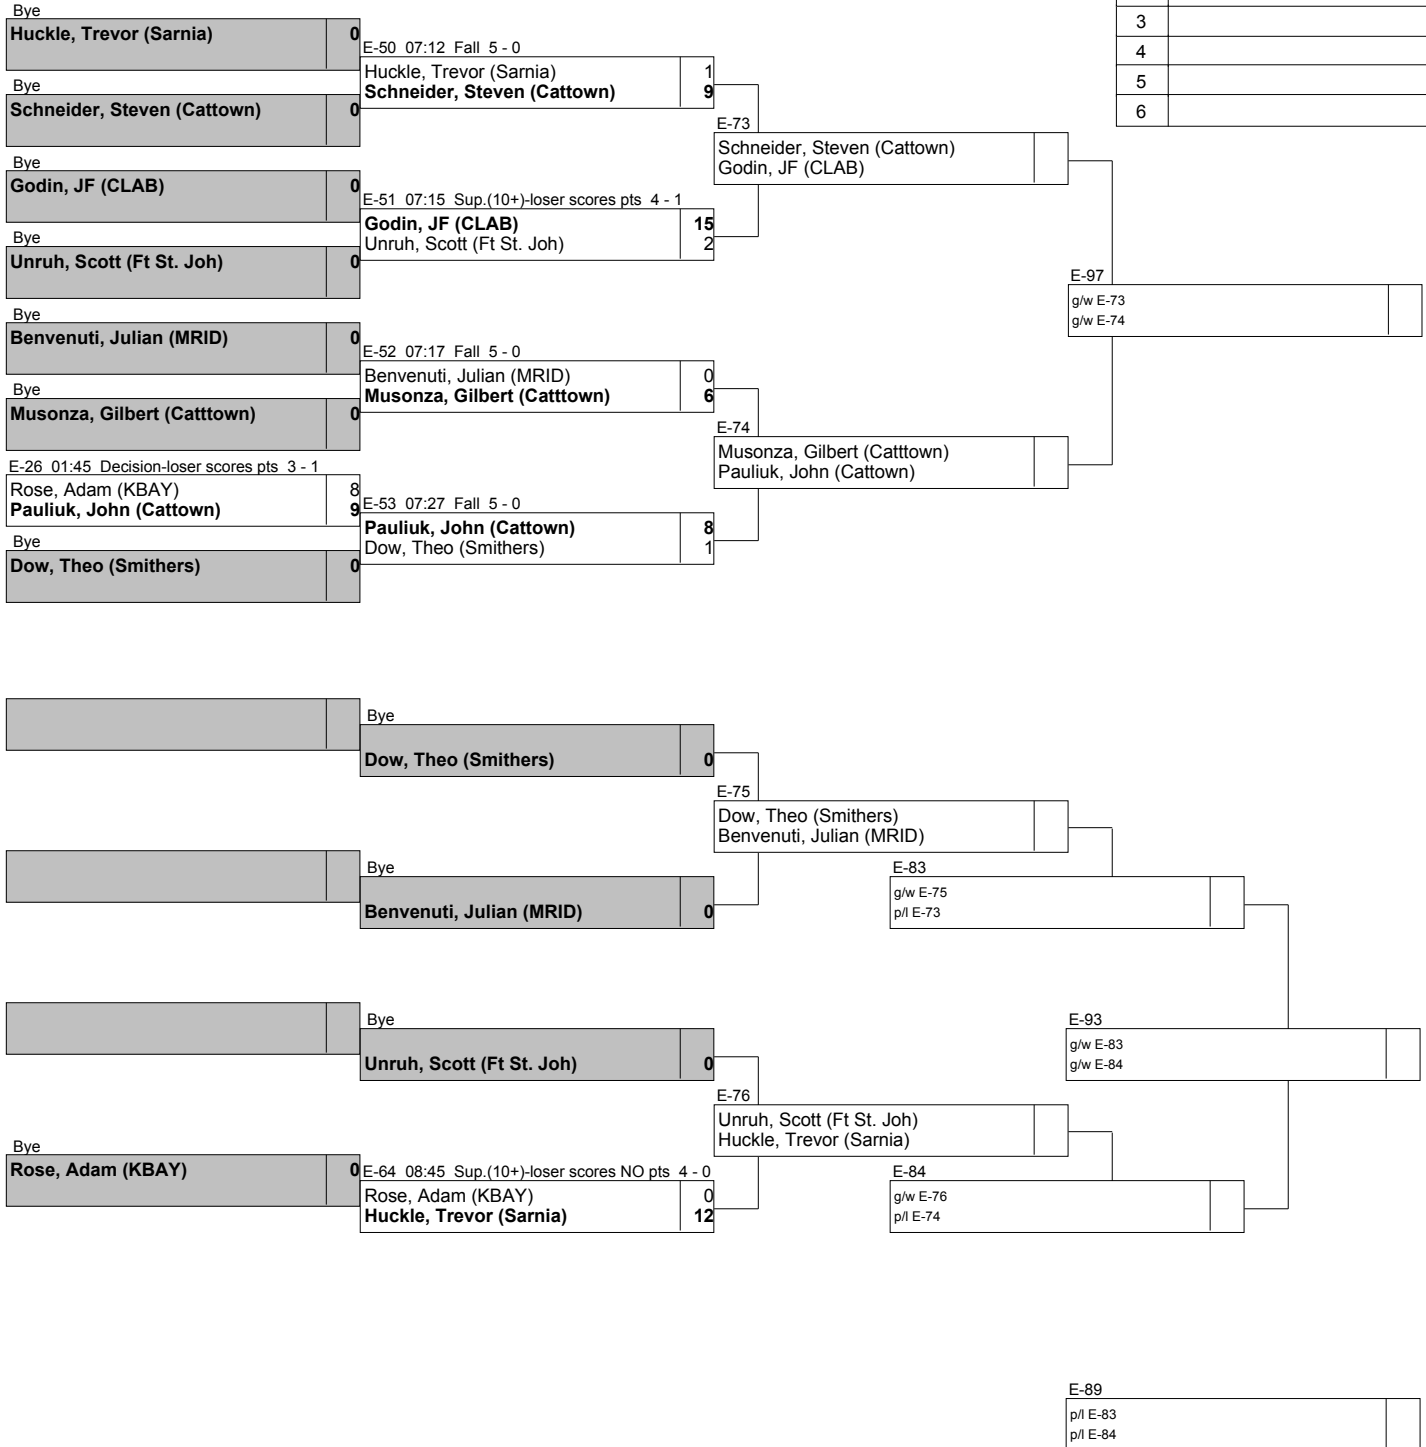 3
4
5
6
Bye
Huckle, Trevor (Sarnia) 0
Bye
Schneider, Steven (Cattown) 0
Bye
Godin, JF (CLAB) 0
Bye
Unruh, Scott (Ft St. Joh) 0
Bye
Benvenuti, Julian (MRID) 0
Bye
Musonza, Gilbert (Catttown) 0
E-26 01:45 Decision-loser scores pts 3 - 1
Rose, Adam (KBAY) 8
Pauliuk, John (Cattown) 9
Bye
Dow, Theo (Smithers) 0
E-50 07:12 Fall 5 - 0
Huckle, Trevor (Sarnia) 1
Schneider, Steven (Cattown) 9
E-51 07:15 Sup.(10+)-loser scores pts 4 - 1
Godin, JF (CLAB) 15
Unruh, Scott (Ft St. Joh) 2
E-52 07:17 Fall 5 - 0
Benvenuti, Julian (MRID) 0
Musonza, Gilbert (Catttown) 6
E-53 07:27 Fall 5 - 0
Pauliuk, John (Cattown) 8
Dow, Theo (Smithers) 1
E-73
Schneider, Steven (Cattown)
Godin, JF (CLAB)
E-74
Musonza, Gilbert (Catttown)
Pauliuk, John (Cattown)
E-97
g/w E-73
g/w E-74
Bye
Dow, Theo (Smithers) 0
Bye
Benvenuti, Julian (MRID) 0
Bye
Unruh, Scott (Ft St. Joh) 0
Bye
Rose, Adam (KBAY) 0
E-64 08:45 Sup.(10+)-loser scores NO pts 4 - 0
Rose, Adam (KBAY) 0
Huckle, Trevor (Sarnia) 12
E-75
Dow, Theo (Smithers)
Benvenuti, Julian (MRID)
E-83
g/w E-75
p/l E-73
E-76
Unruh, Scott (Ft St. Joh)
Huckle, Trevor (Sarnia)
E-84
g/w E-76
p/l E-74
E-93
g/w E-83
g/w E-84
E-89
p/l E-83
p/l E-84